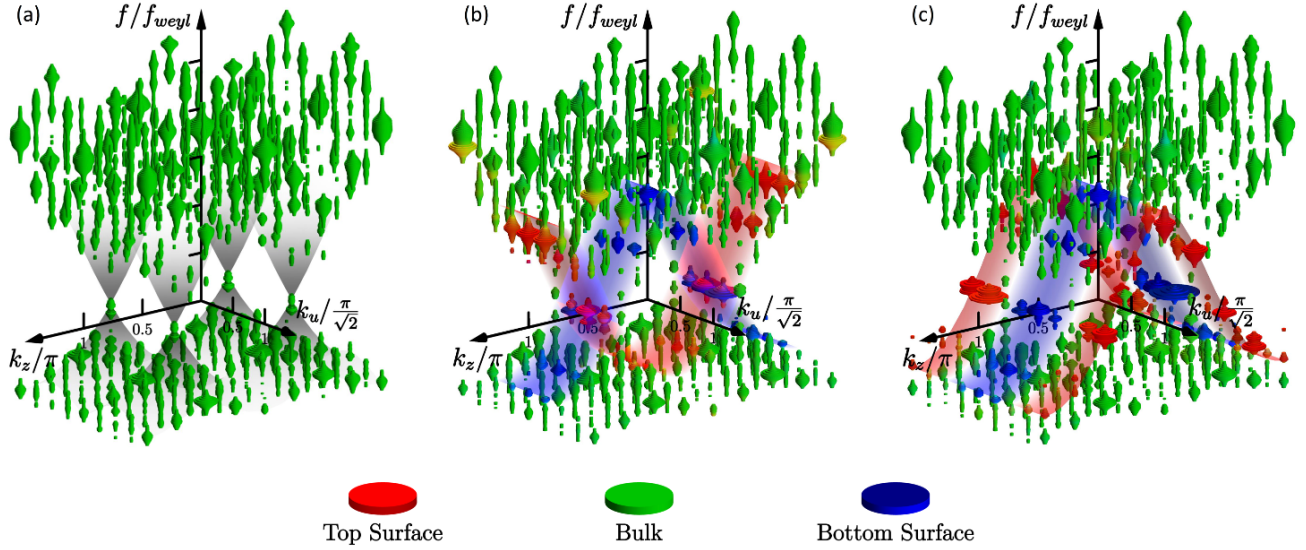 (a)
f/f_weyl
0.5
1
0.5
1
k_z/π
k_u/ π/√2
(b)
f/f_weyl
0.5
1
0.5
1
k_z/π
k_u/ π/√2
(c)
f/f_weyl
0.5
1
0.5
1
k_z/π
k_u/ π/√2
Top Surface
Bulk
Bottom Surface